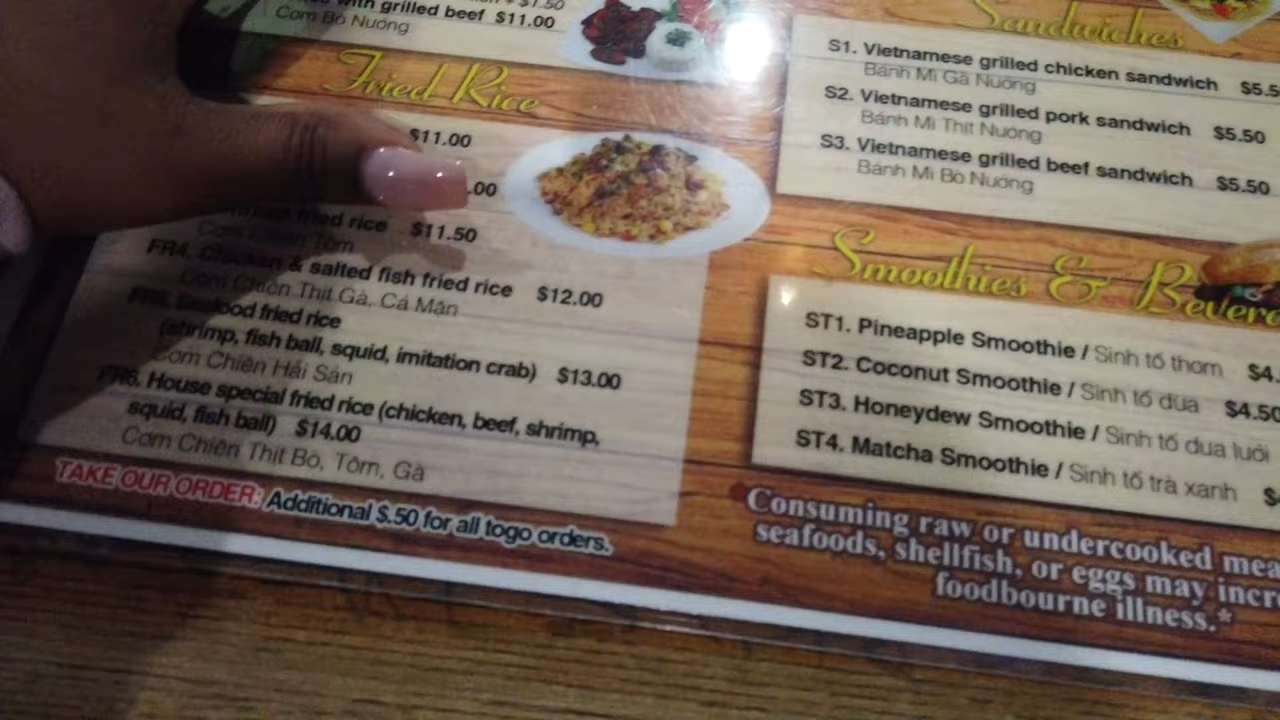 with grilled beef $11.00
Cơm Bò Nướng
Fried Rice
$11.00
.00
fried rice $11.50
Cơm Chiên Tôm
FR4. Chicken & salted fish fried rice $12.00
Cơm Chiên Thịt Gà, Cá Mặn
FR5. Seafood fried rice
(shrimp, fish ball, squid, imitation crab) $13.00
Cơm Chiên Hải Sản
FR6. House special fried rice (chicken, beef, shrimp,
squid, fish ball) $14.00
Cơm Chiên Thịt Bò, Tôm, Gà
TAKE OUR ORDER: Additional $.50 for all togo orders.
Sandwiches
S1. Vietnamese grilled chicken sandwich $5.5
Bánh Mì Gà Nướng
S2. Vietnamese grilled pork sandwich $5.50
Bánh Mì Thịt Nướng
S3. Vietnamese grilled beef sandwich $5.50
Bánh Mì Bò Nướng
Smoothies & Bevera
ST1. Pineapple Smoothie / Sinh tố thơm $4.
ST2. Coconut Smoothie / Sinh tố dừa $4.50
ST3. Honeydew Smoothie / Sinh tố dưa lưới
ST4. Matcha Smoothie / Sinh tố trà xanh $
*Consuming raw or undercooked mea
seafoods, shellfish, or eggs may incre
foodbourne illness.*